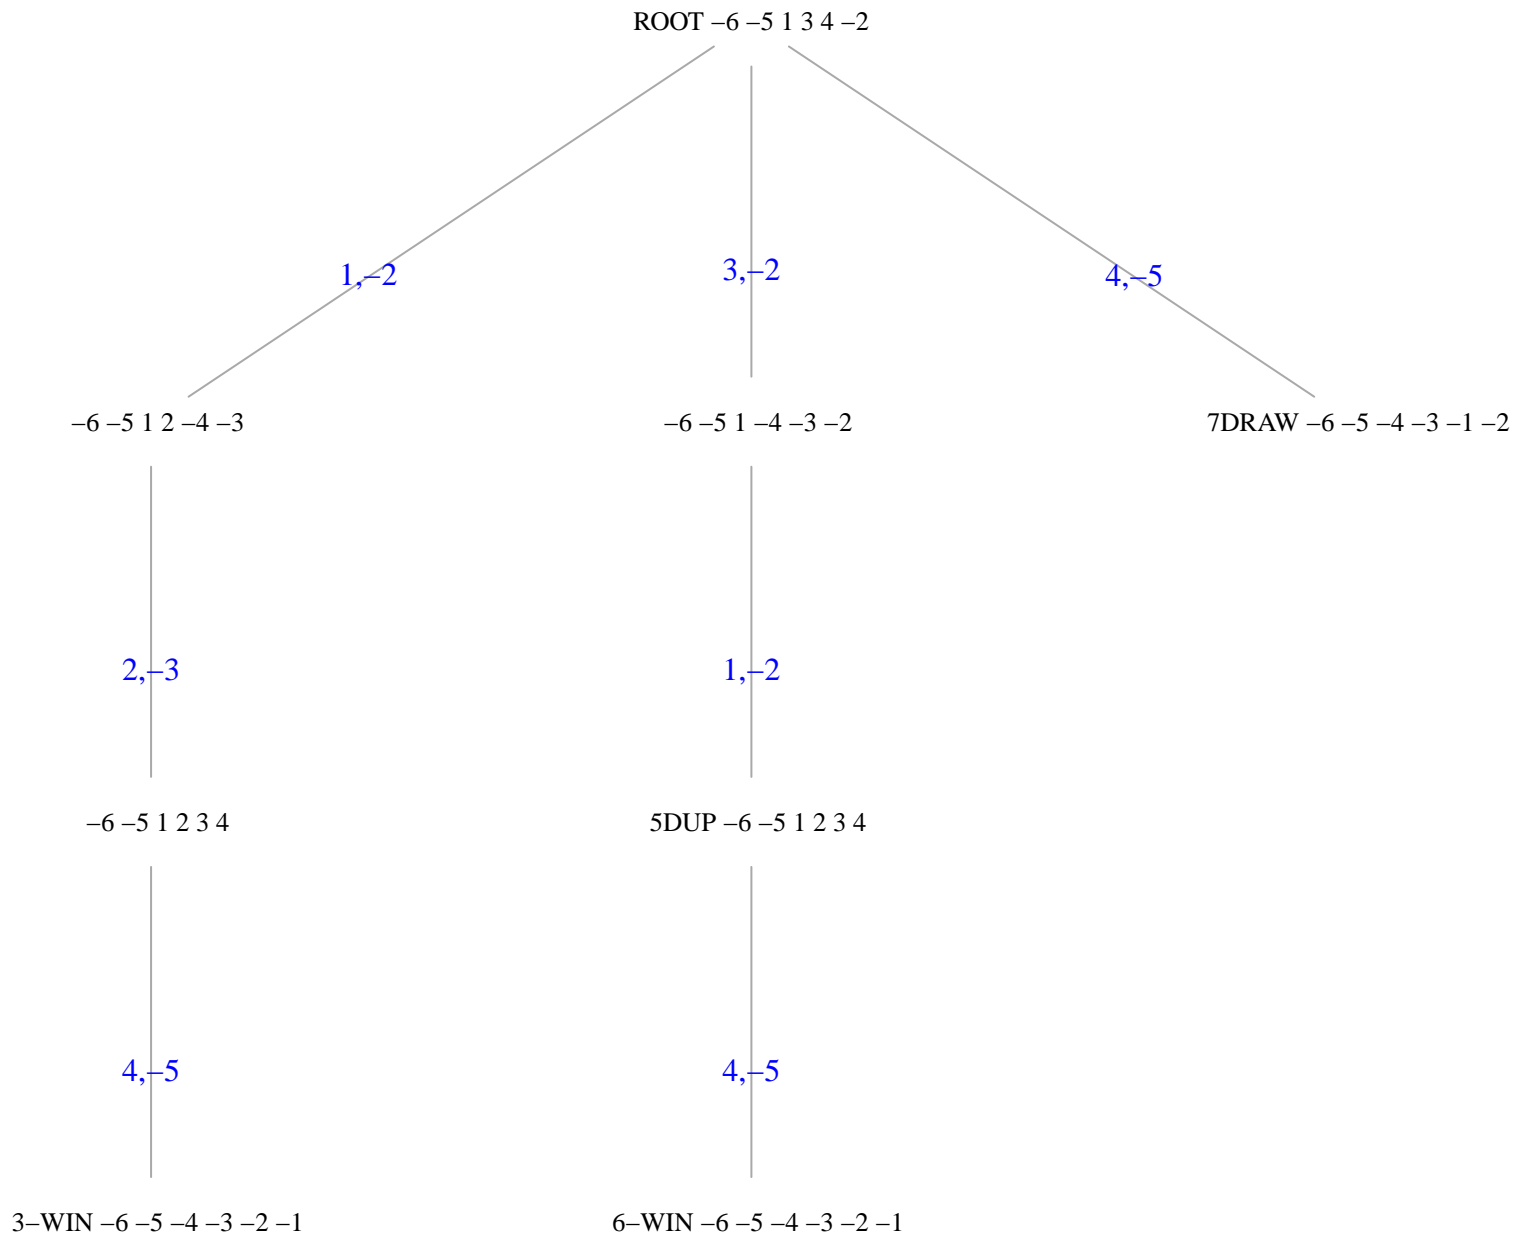 ROOT –6 –5 1 3 4 –2
1,–2
3,–2
4,–5
–6 –5 1 2 –4 –3
–6 –5 1 –4 –3 –2
7DRAW –6 –5 –4 –3 –1 –2
2,–3
1,–2
–6 –5 1 2 3 4
5DUP –6 –5 1 2 3 4
4,–5
4,–5
3–WIN –6 –5 –4 –3 –2 –1
6–WIN –6 –5 –4 –3 –2 –1